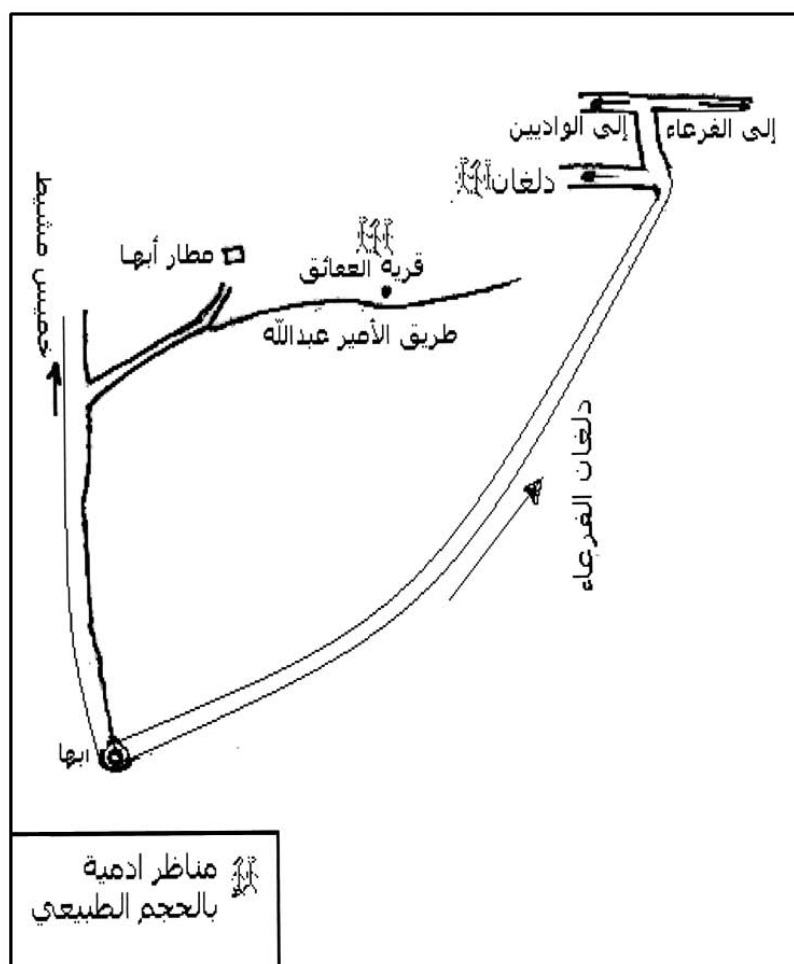 إلى الفرعاء
إلى الواديين
دلغان
خميس مشيط
مطار أبها
قرية العمائق
طريق الأمير عبدالله
دلغان الفرعاء
أبها
مناظر ادمية
بالحجم الطبيعي